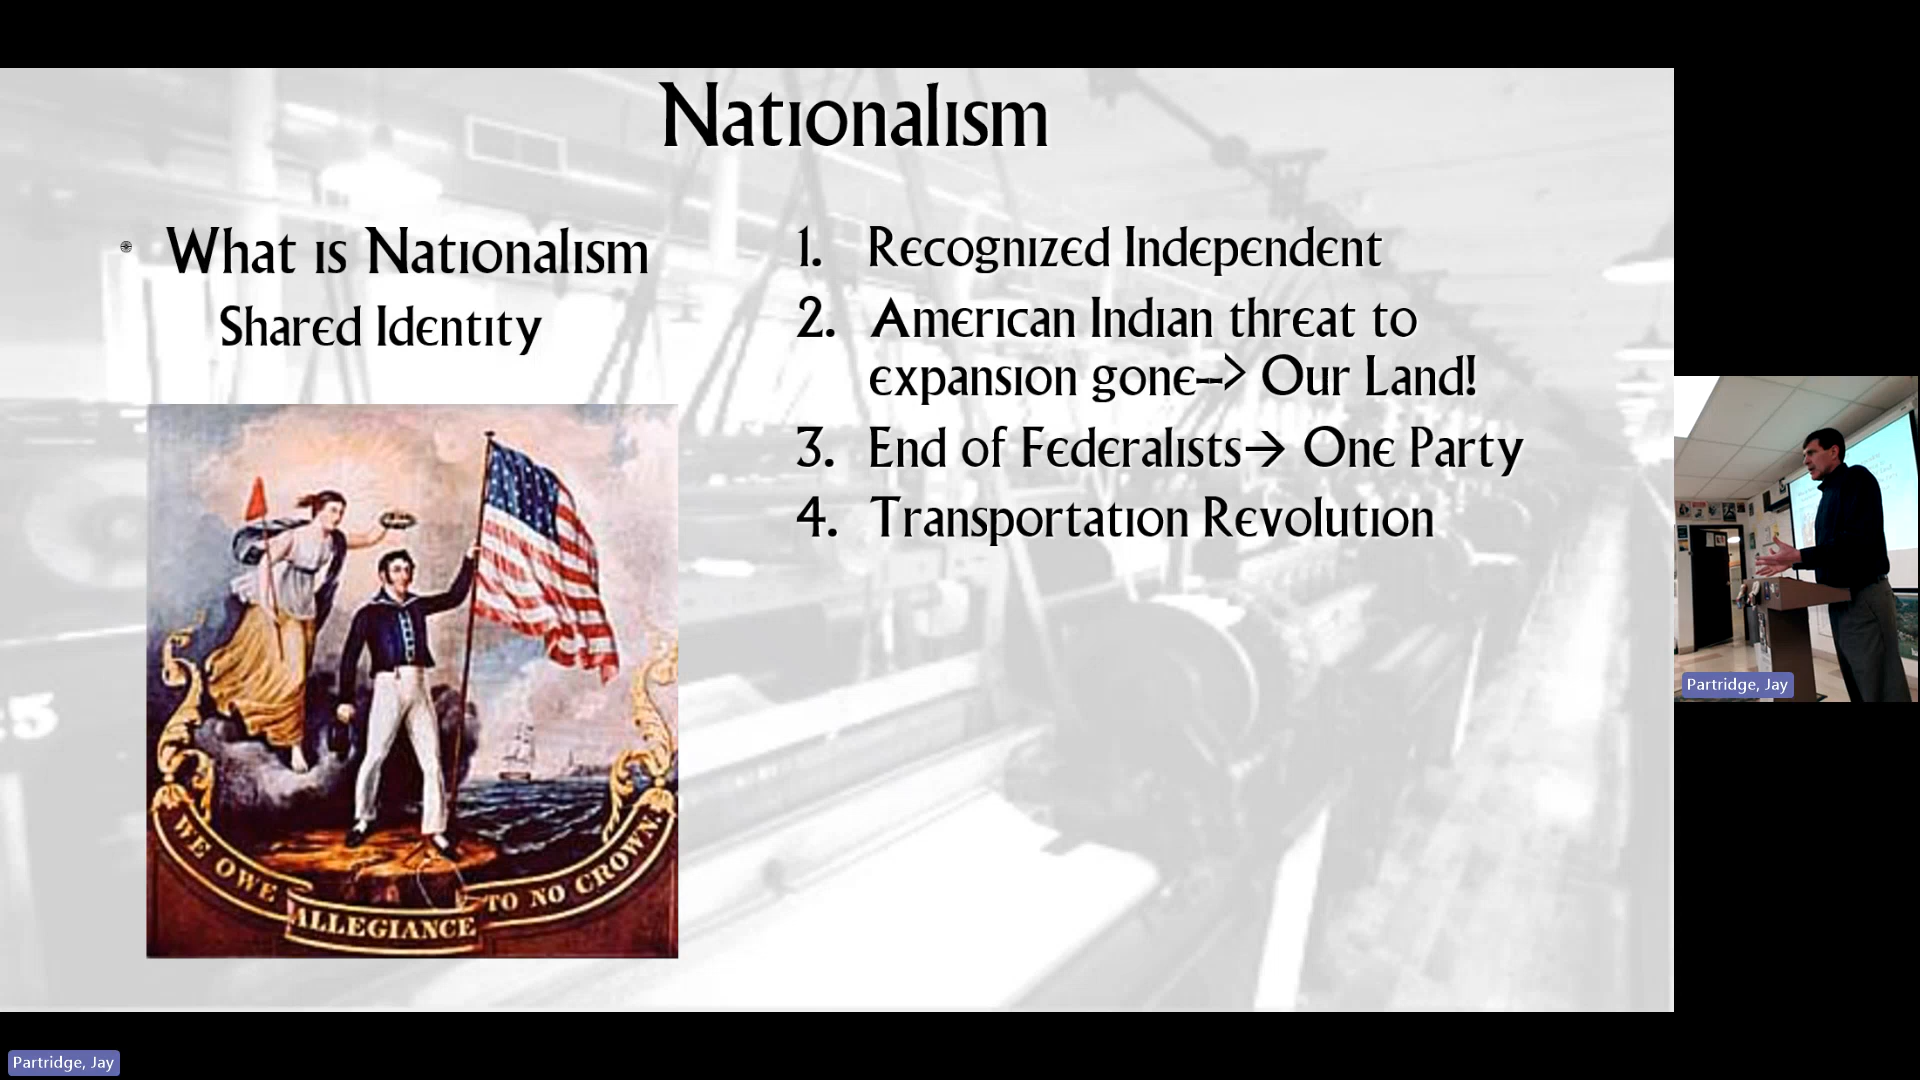 Nationalism
What is Nationalism
Shared Identity
1. Recognized Independent
2. American Indian threat to
expansion gone--> Our Land!
3. End of Federalists→ One Party
4. Transportation Revolution
WE OWE ALLEGIANCE TO NO CROWN.
25
Partridge, Jay
Partridge, Jay